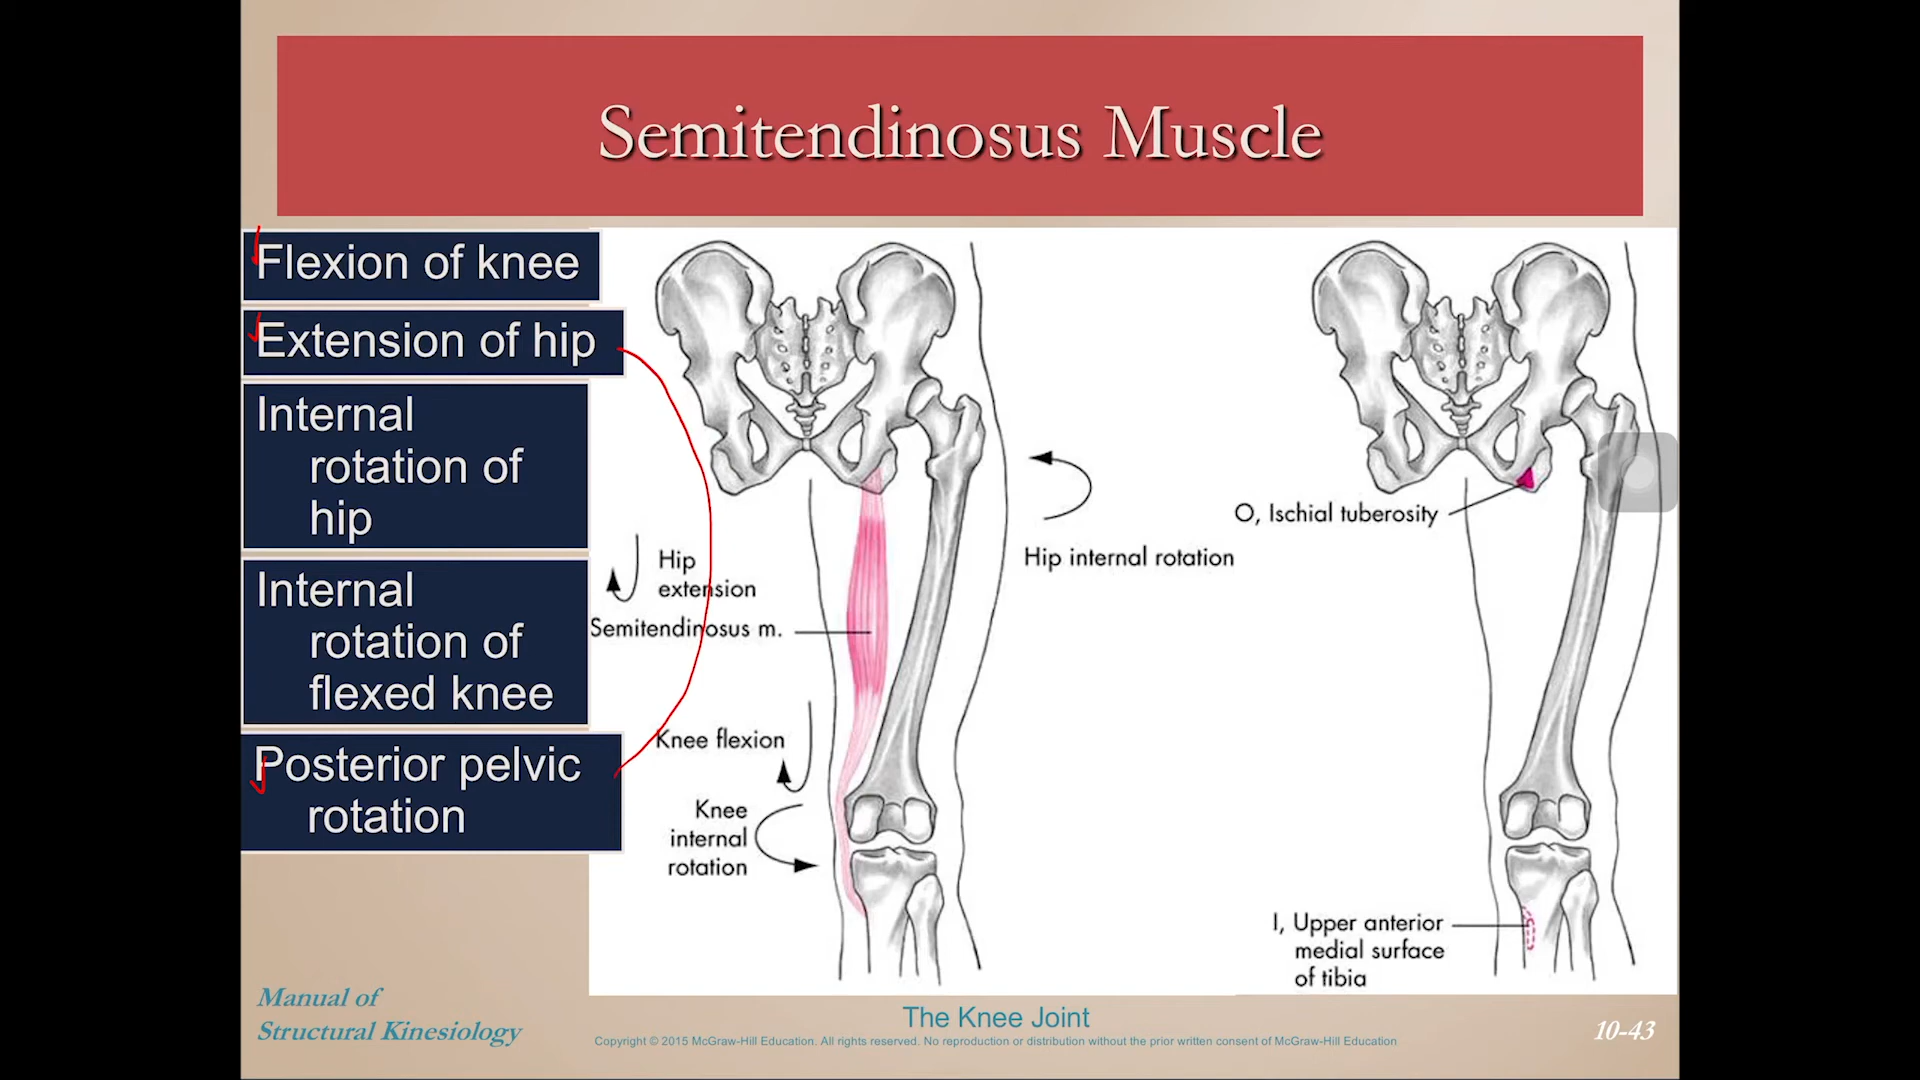 Semitendinosus Muscle
Flexion of knee
Extension of hip
Internal
rotation of
hip
Internal
rotation of
flexed knee
Posterior pelvic
rotation
Hip
extension
Semitendinosus m.
Knee flexion
Knee
internal
rotation
Hip internal rotation
O, Ischial tuberosity
I, Upper anterior
medial surface
of tibia
Manual of
Structural Kinesiology
The Knee Joint
Copyright © 2015 McGraw-Hill Education. All rights reserved. No reproduction or distribution without the prior written consent of McGraw-Hill Education
10-43